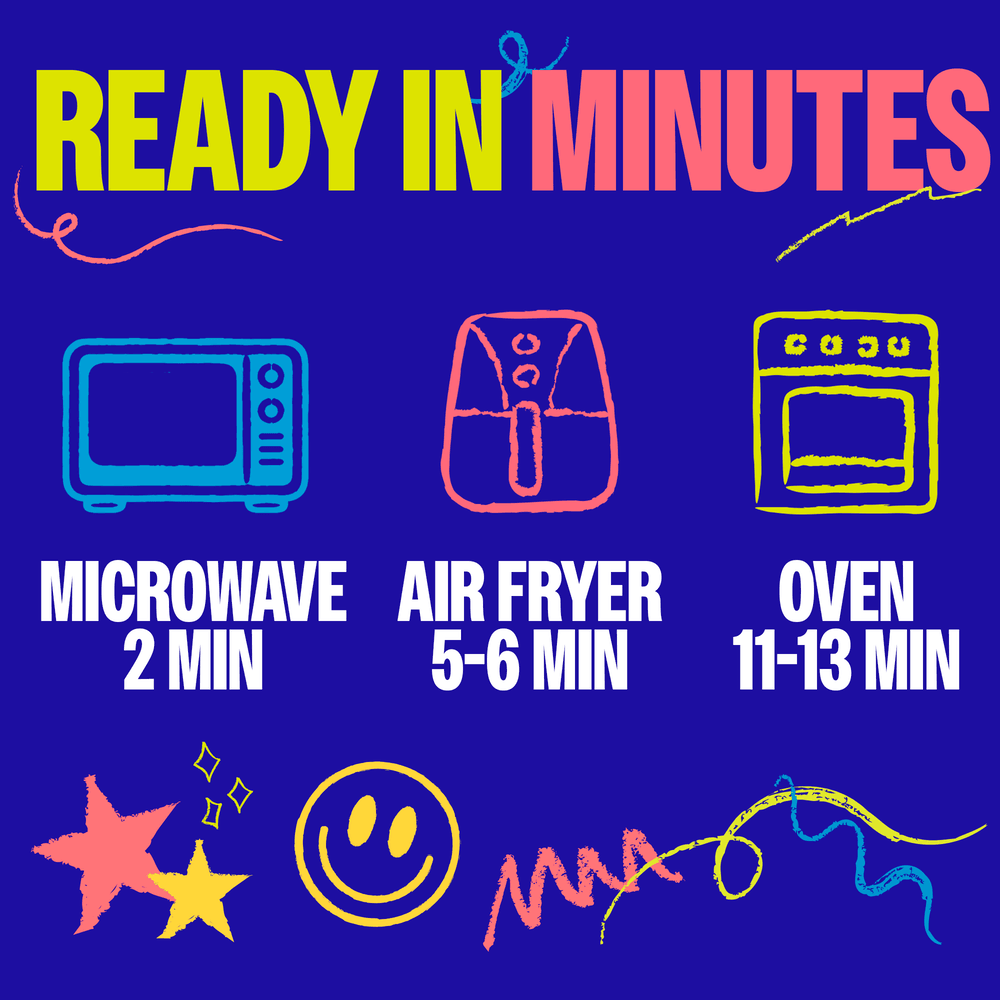 READY IN MINUTES
MICROWAVE
2 MIN
AIR FRYER
5-6 MIN
OVEN
11-13 MIN